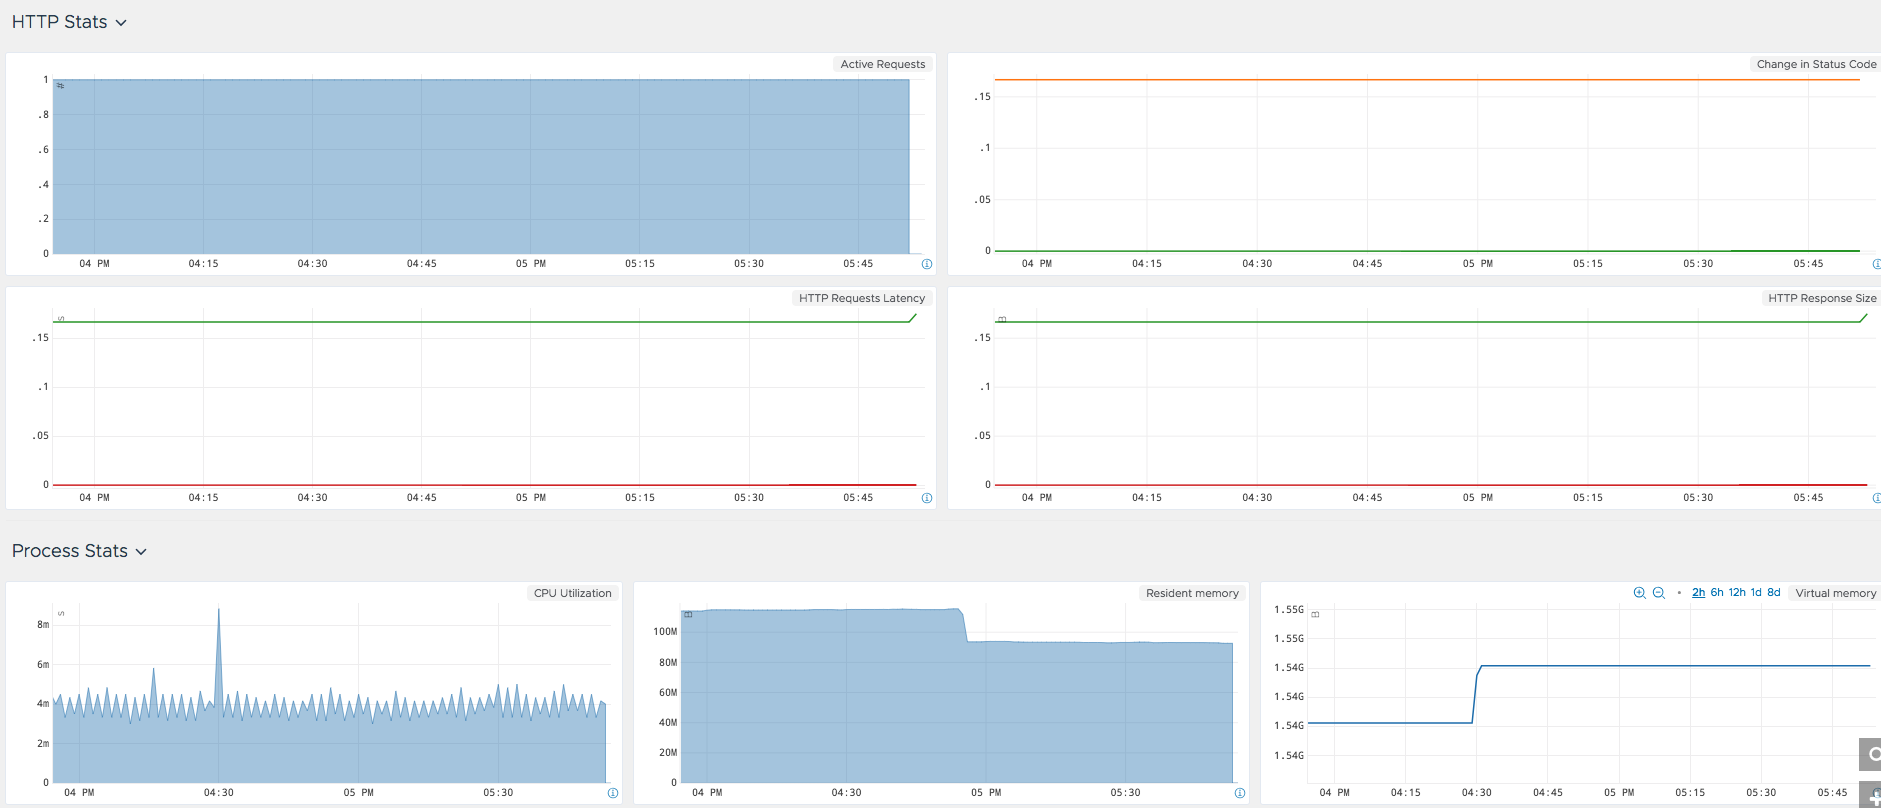 HTTP Stats
Active Requests
#
1
.8
.6
.4
.2
0
04 PM 04:15 04:30 04:45 05 PM 05:15 05:30 05:45
Change in Status Code
.15
.1
.05
0
04 PM 04:15 04:30 04:45 05 PM 05:15 05:30 05:45
HTTP Requests Latency
s
.15
.1
.05
0
04 PM 04:15 04:30 04:45 05 PM 05:15 05:30 05:45
HTTP Response Size
B
.15
.1
.05
0
04 PM 04:15 04:30 04:45 05 PM 05:15 05:30 05:45
Process Stats
CPU Utilization
s
8m
6m
4m
2m
0
04 PM 04:30 05 PM 05:30
Resident memory
B
100M
80M
60M
40M
20M
0
04 PM 04:30 05 PM 05:30
2h 6h 12h 1d 8d Virtual memory
B
1.55G
1.55G
1.54G
1.54G
1.54G
1.54G
04 PM 04:15 04:30 04:45 05 PM 05:15 05:30 05:45